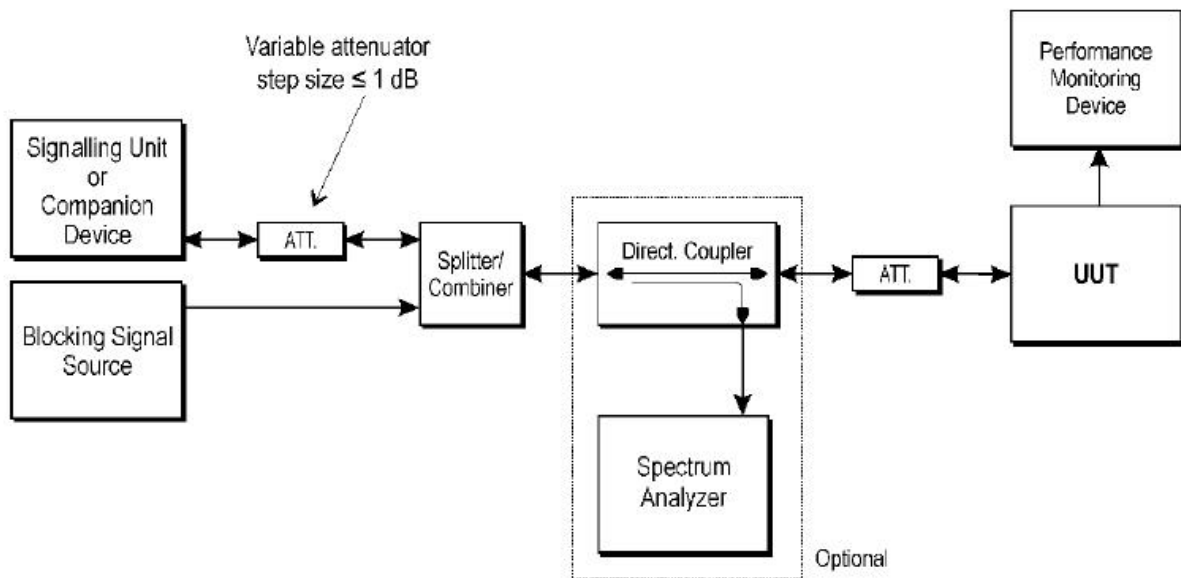 Variable attenuator
step size ≤ 1 dB
Performance
Monitoring
Device
Signalling Unit
or
Companion
Device
ATT.
Splitter/
Combiner
Direct. Coupler
ATT.
UUT
Blocking Signal
Source
Spectrum
Analyzer
Optional